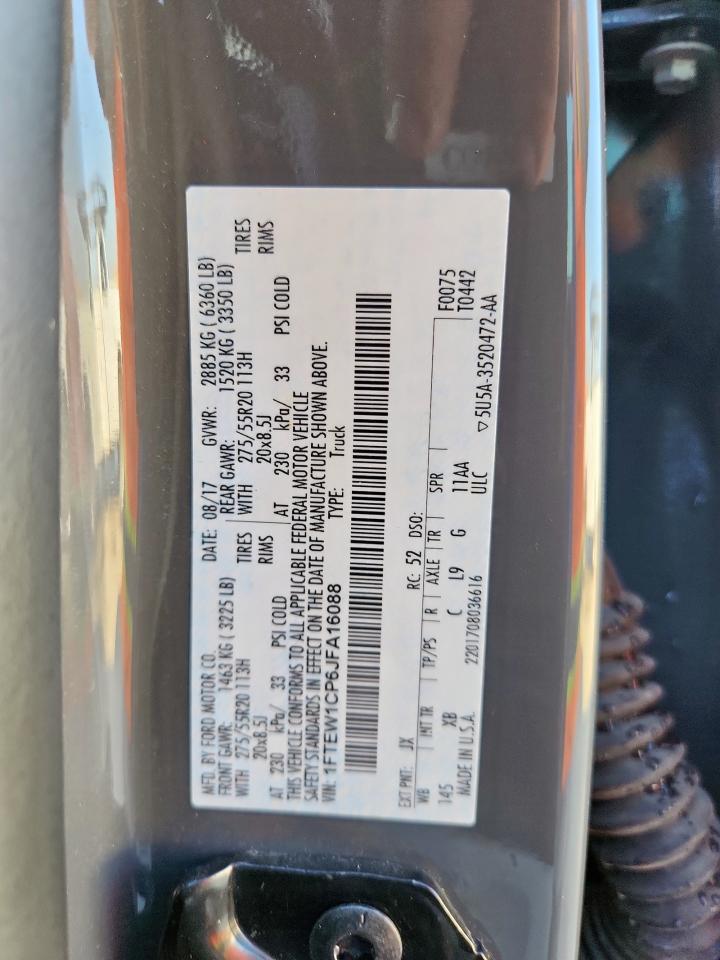 MFD. BY FORD MOTOR CO. DATE: 08/17 GVWR: 2885 KG ( 6360 LB)
FRONT GAWR: 1463 KG ( 3225 LB) REAR GAWR: 1520 KG ( 3350 LB)
WITH 275/55R20 113H TIRES WITH 275/55R20 113H TIRES
20x8.5J RIMS 20x8.5J RIMS
AT 230 kPa/ 33 PSI COLD AT 230 kPa/ 33 PSI COLD
THIS VEHICLE CONFORMS TO ALL APPLICABLE FEDERAL MOTOR VEHICLE
SAFETY STANDARDS IN EFFECT ON THE DATE OF MANUFACTURE SHOWN ABOVE.
VIN: 1FTEW1CP6JFA16088 TYPE: Truck
EXT PNT: JX RC: 52 DSO: F0075
WB INT TR TP/PS R AXLE TR SPR T0442
145 XB C L9 G 11AA
MADE IN U.S.A. 2201708036616 ULC ▽5U5A-3520472-AA